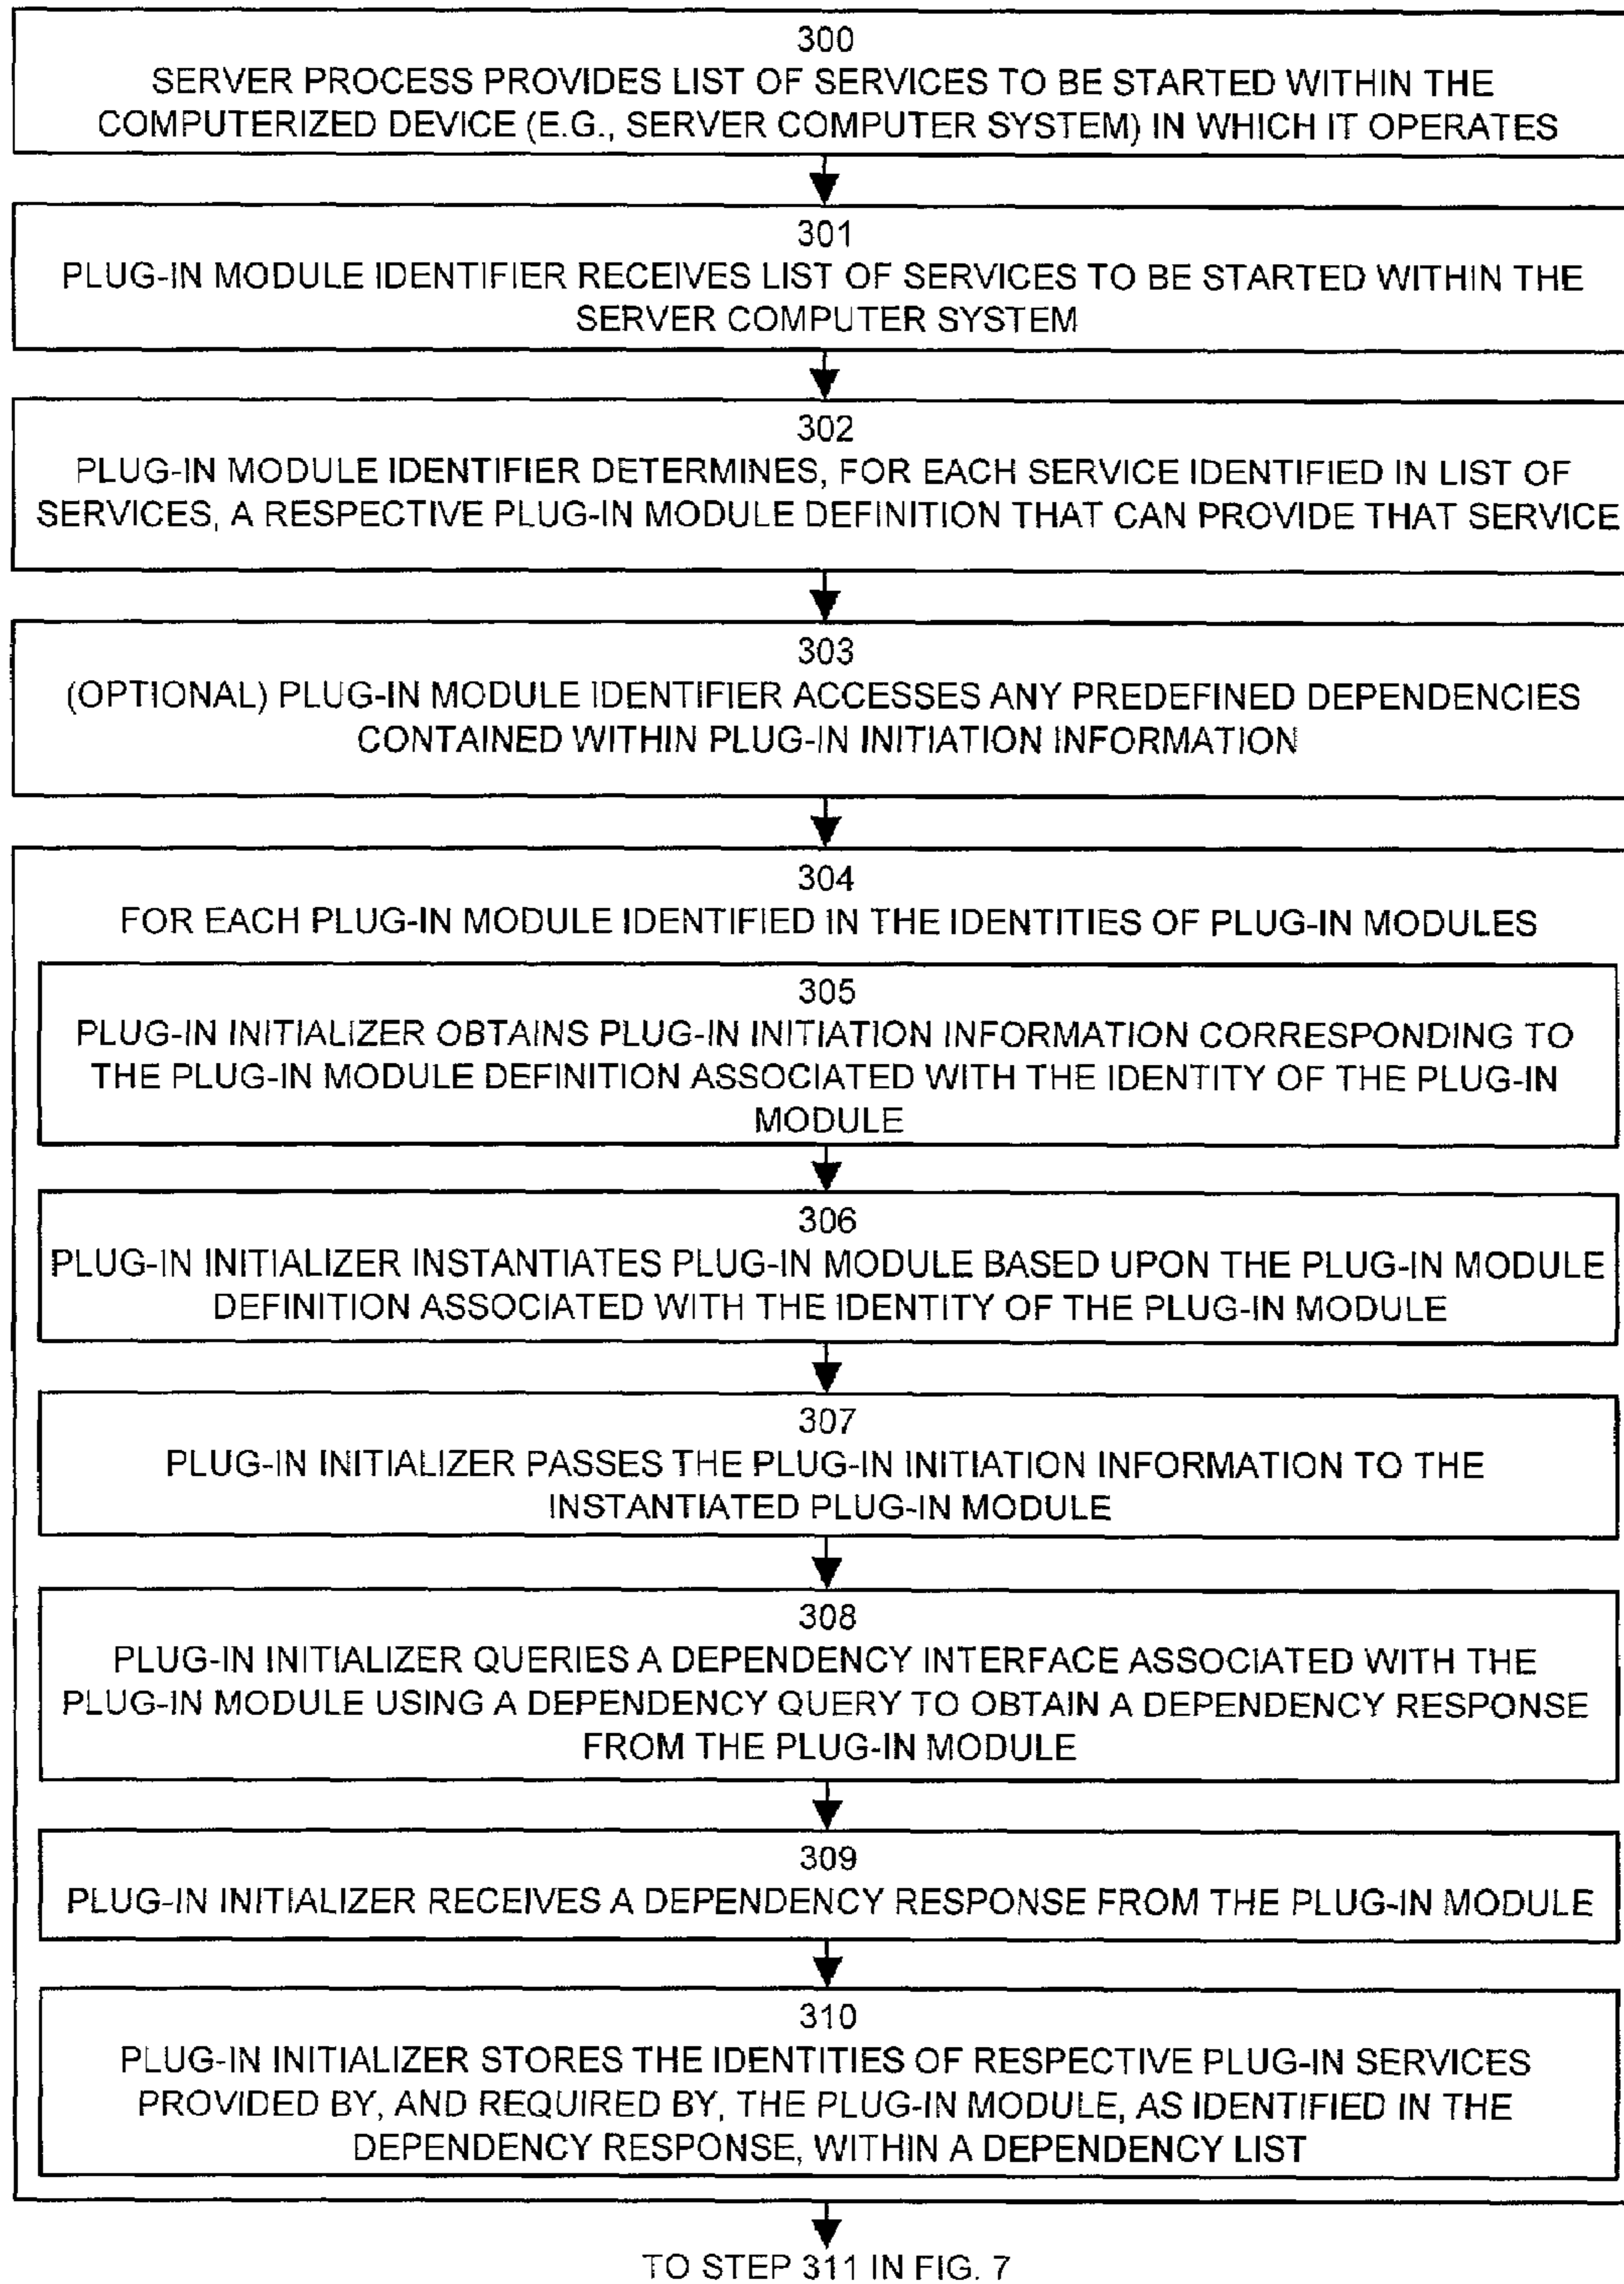 300
SERVER PROCESS PROVIDES LIST OF SERVICES TO BE STARTED WITHIN THE
COMPUTERIZED DEVICE (E.G., SERVER COMPUTER SYSTEM) IN WHICH IT OPERATES
301
PLUG-IN MODULE IDENTIFIER RECEIVES LIST OF SERVICES TO BE STARTED WITHIN THE
SERVER COMPUTER SYSTEM
302
PLUG-IN MODULE IDENTIFIER DETERMINES, FOR EACH SERVICE IDENTIFIED IN LIST OF
SERVICES, A RESPECTIVE PLUG-IN MODULE DEFINITION THAT CAN PROVIDE THAT SERVICE
303
(OPTIONAL) PLUG-IN MODULE IDENTIFIER ACCESSES ANY PREDEFINED DEPENDENCIES
CONTAINED WITHIN PLUG-IN INITIATION INFORMATION
304
FOR EACH PLUG-IN MODULE IDENTIFIED IN THE IDENTITIES OF PLUG-IN MODULES
305
PLUG-IN INITIALIZER OBTAINS PLUG-IN INITIATION INFORMATION CORRESPONDING TO
THE PLUG-IN MODULE DEFINITION ASSOCIATED WITH THE IDENTITY OF THE PLUG-IN
MODULE
306
PLUG-IN INITIALIZER INSTANTIATES PLUG-IN MODULE BASED UPON THE PLUG-IN MODULE
DEFINITION ASSOCIATED WITH THE IDENTITY OF THE PLUG-IN MODULE
307
PLUG-IN INITIALIZER PASSES THE PLUG-IN INITIATION INFORMATION TO THE
INSTANTIATED PLUG-IN MODULE
308
PLUG-IN INITIALIZER QUERIES A DEPENDENCY INTERFACE ASSOCIATED WITH THE
PLUG-IN MODULE USING A DEPENDENCY QUERY TO OBTAIN A DEPENDENCY RESPONSE
FROM THE PLUG-IN MODULE
309
PLUG-IN INITIALIZER RECEIVES A DEPENDENCY RESPONSE FROM THE PLUG-IN MODULE
310
PLUG-IN INITIALIZER STORES THE IDENTITIES OF RESPECTIVE PLUG-IN SERVICES
PROVIDED BY, AND REQUIRED BY, THE PLUG-IN MODULE, AS IDENTIFIED IN THE
DEPENDENCY RESPONSE, WITHIN A DEPENDENCY LIST
TO STEP 311 IN FIG. 7